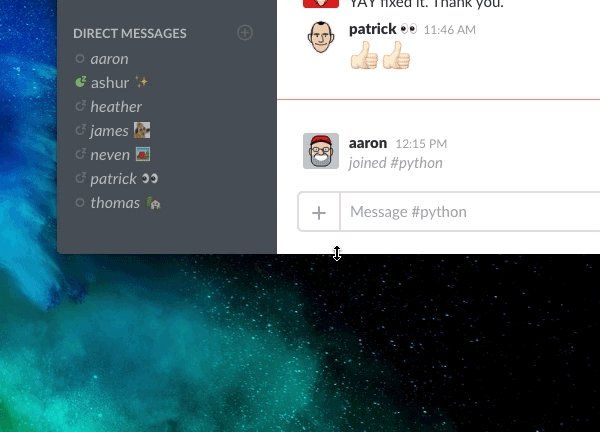 YAY fixed it. Thank you.
DIRECT MESSAGES
aaron
ashur
heather
james
neven
patrick
thomas
patrick 11:46 AM
aaron 12:15 PM
joined #python
Message #python